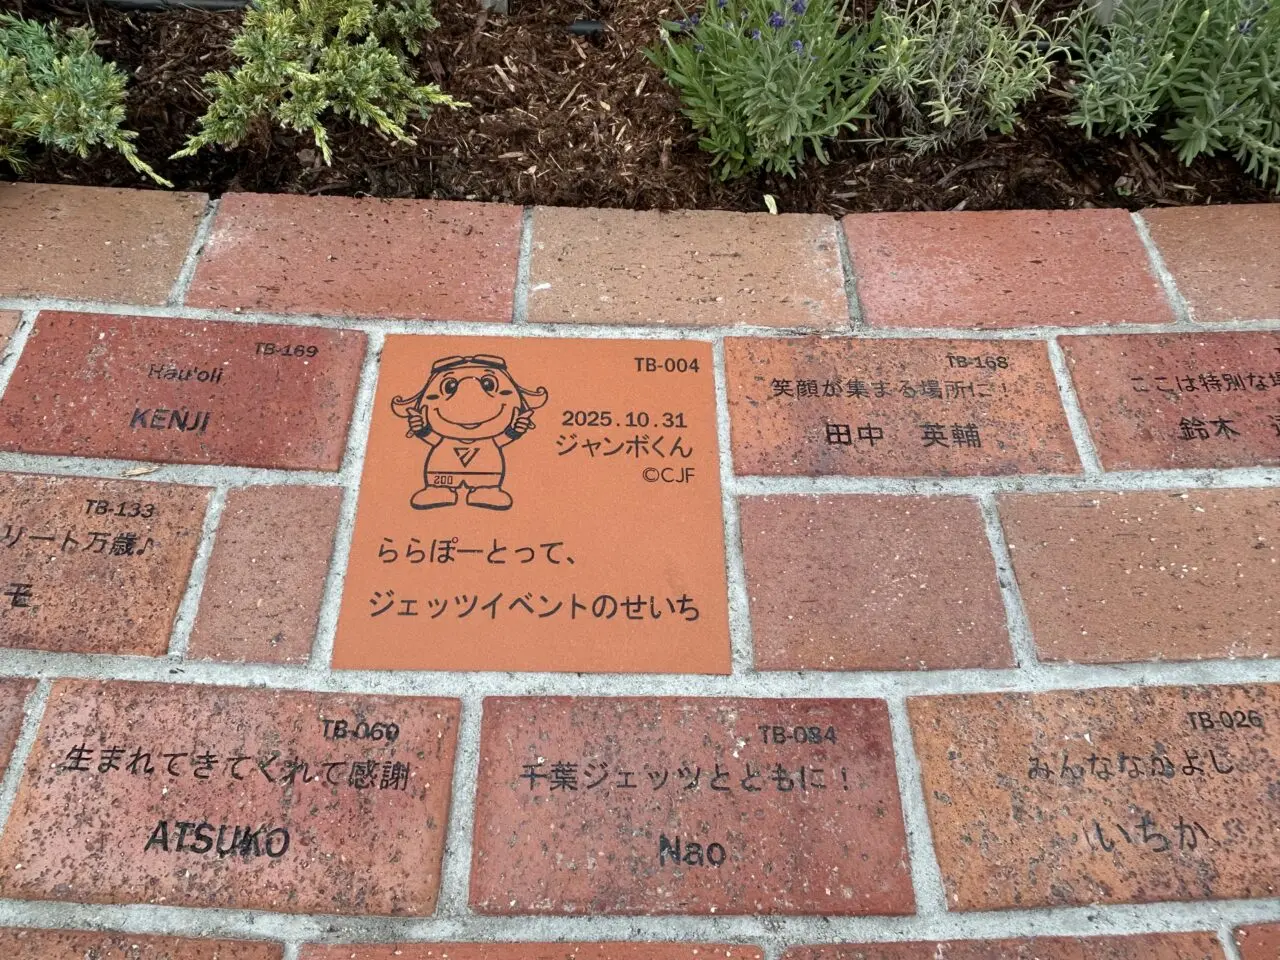 TB-169
Hau'oli
KENJI
TB-004
2025.10.31
ジャンボくん
©CJF
200
ららぽーとって、
ジェッツイベントのせいち
TB-168
笑顔が集まる場所に！
田中 英輔
ここは特別な場
鈴木
TB-133
リート万歳♪
モ
TB-060
生まれてきてくれて感謝
ATSUKO
TB-084
千葉ジェッツとともに！
Nao
TB-026
みんななかよし
いちか